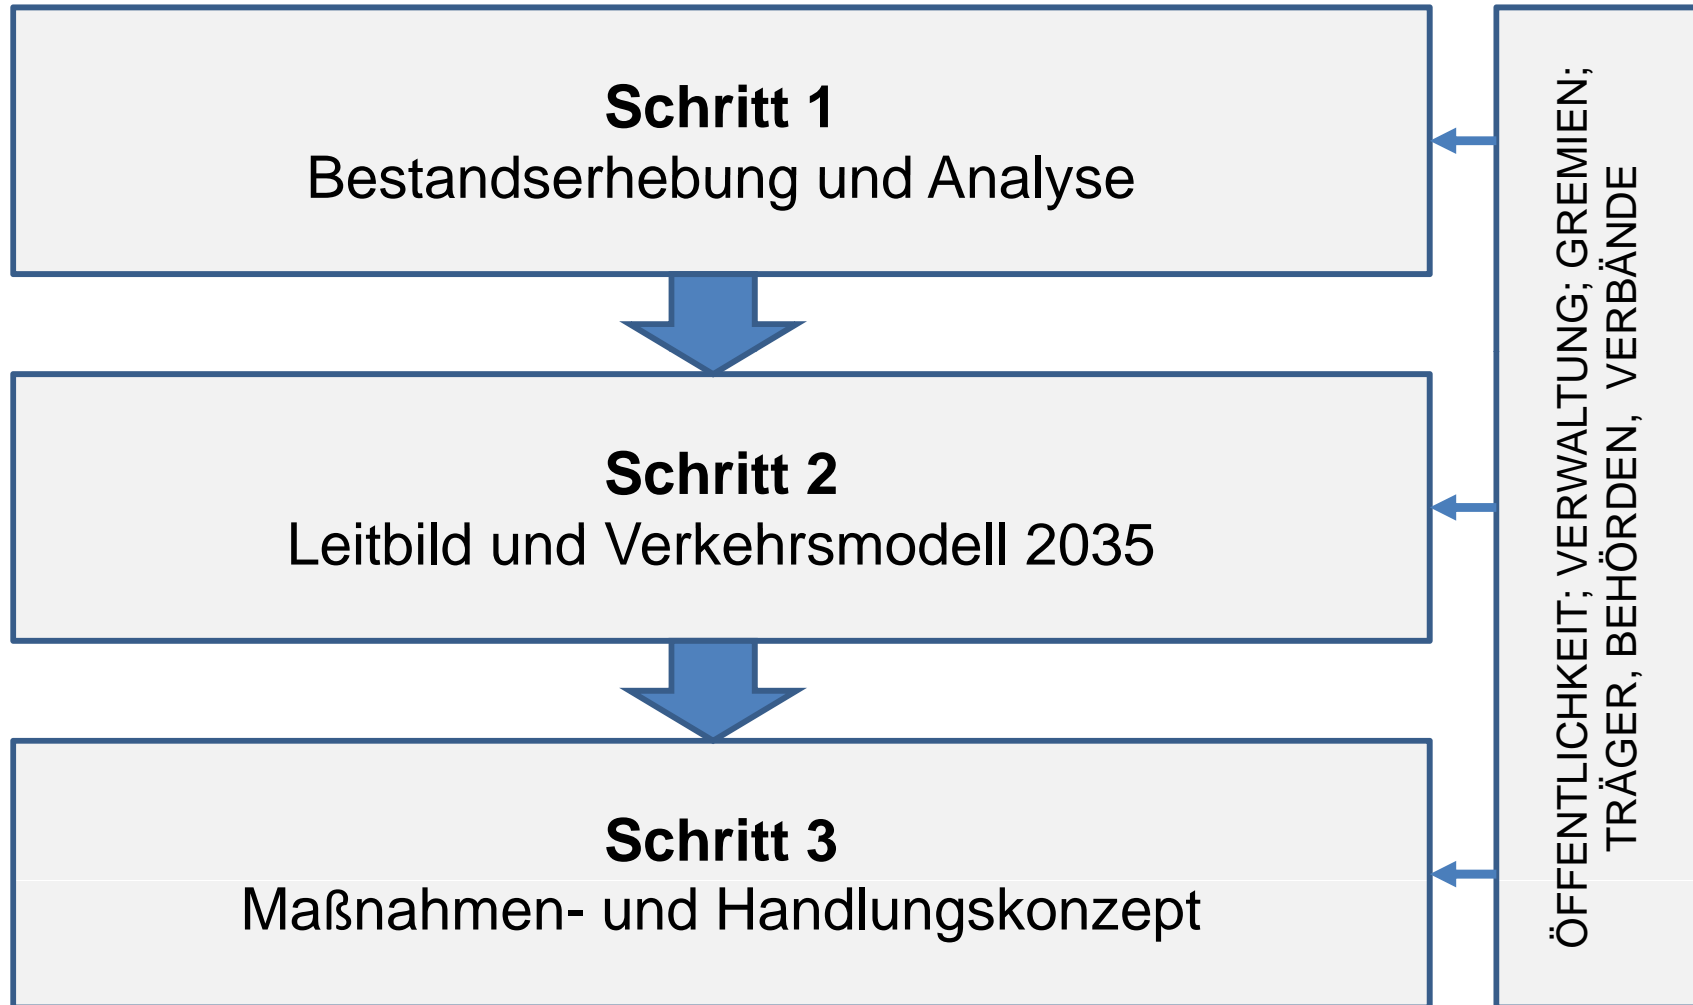 Schritt 1
Bestandserhebung und Analyse
Schritt 2
Leitbild und Verkehrsmodell 2035
Schritt 3
Maßnahmen- und Handlungskonzept
ÖFFENTLICHKEIT; VERWALTUNG; GREMIEN;
TRÄGER, BEHÖRDEN, VERBÄNDE